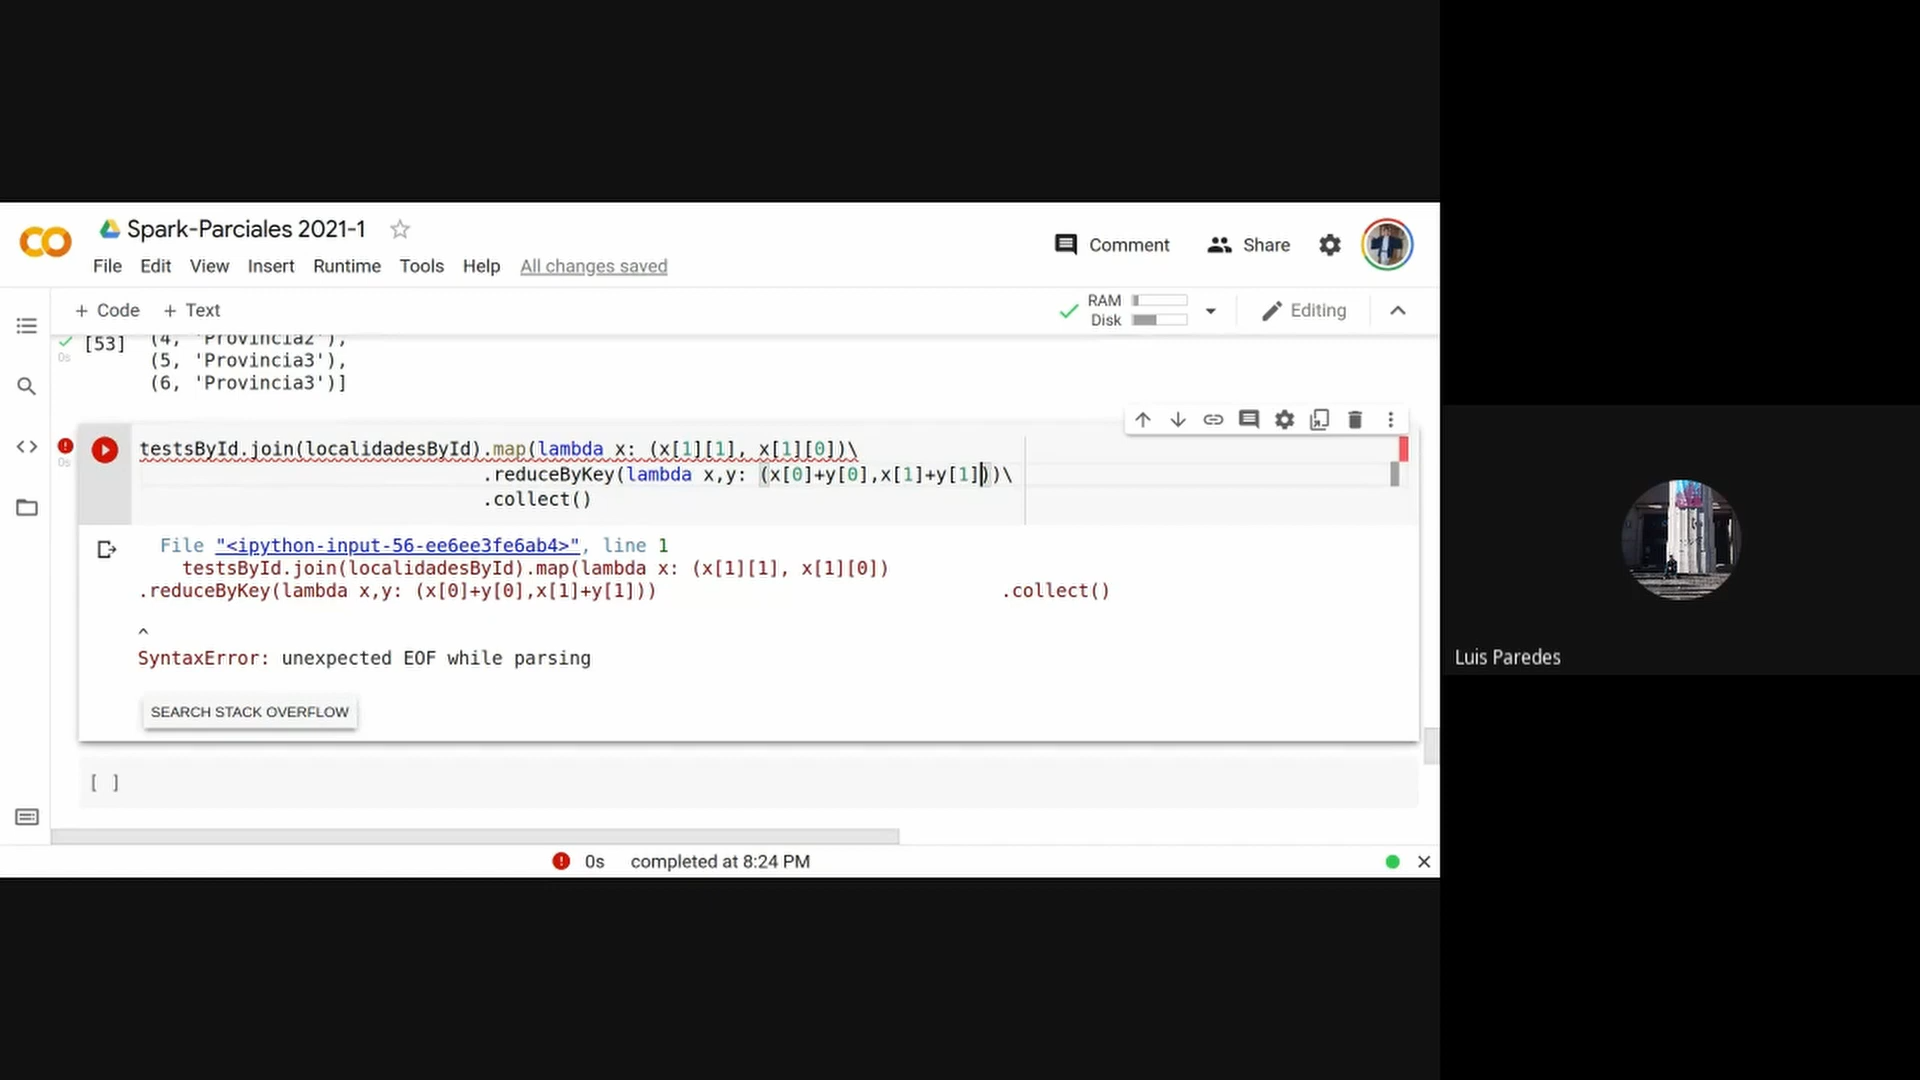 Spark-Parciales 2021-1
Comment
Share
File Edit View Insert Runtime Tools Help All changes saved
+ Code + Text
RAM
Disk
Editing
[53] (4, 'Provincia2'),
0s
(5, 'Provincia3'),
(6, 'Provincia3')]
testsById.join(localidadesById).map(lambda x: (x[1][1], x[1][0])\
0s
.reduceByKey(lambda x,y: (x[0]+y[0],x[1]+y[1]))\
.collect()
File "<ipython-input-56-ee6ee3fe6ab4>", line 1
testsById.join(localidadesById).map(lambda x: (x[1][1], x[1][0])
.reduceByKey(lambda x,y: (x[0]+y[0],x[1]+y[1])) .collect()
^
SyntaxError: unexpected EOF while parsing
SEARCH STACK OVERFLOW
[ ]
0s completed at 8:24 PM
Luis Paredes